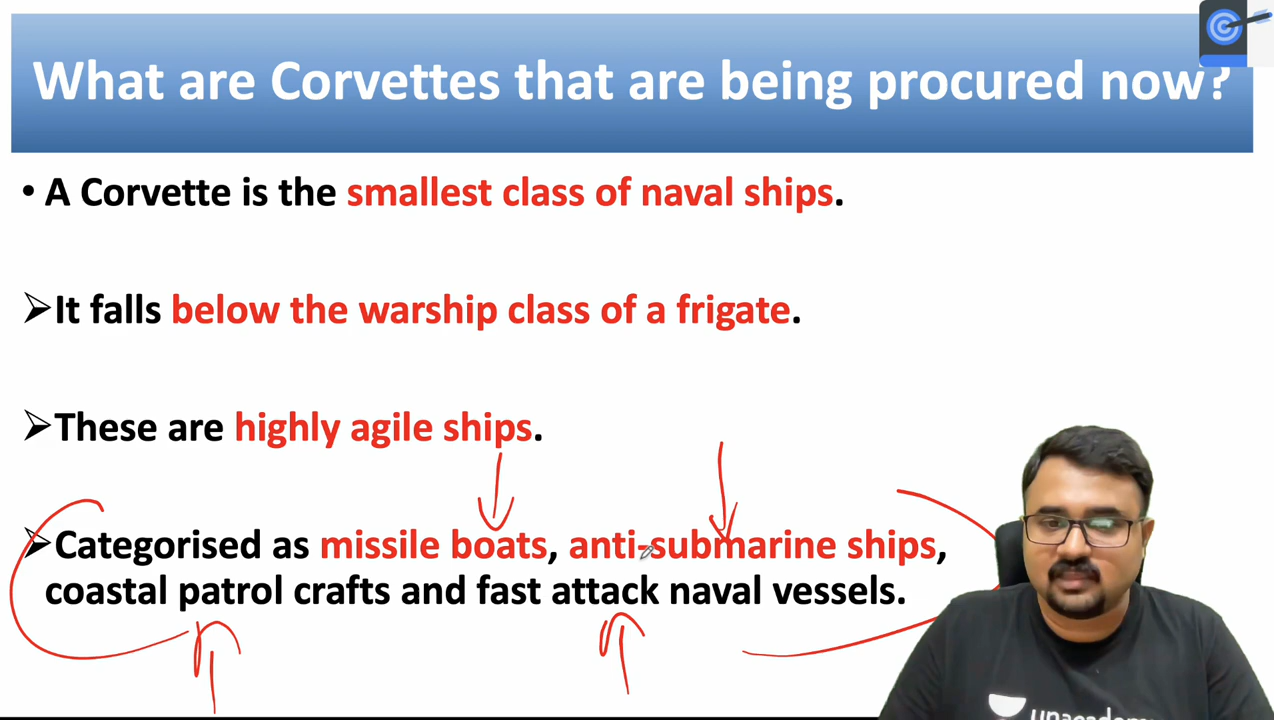 What are Corvettes that are being procured now?
• A Corvette is the smallest class of naval ships.
➢It falls below the warship class of a frigate.
➢These are highly agile ships.
➢Categorised as missile boats, anti-submarine ships,
coastal patrol crafts and fast attack naval vessels.